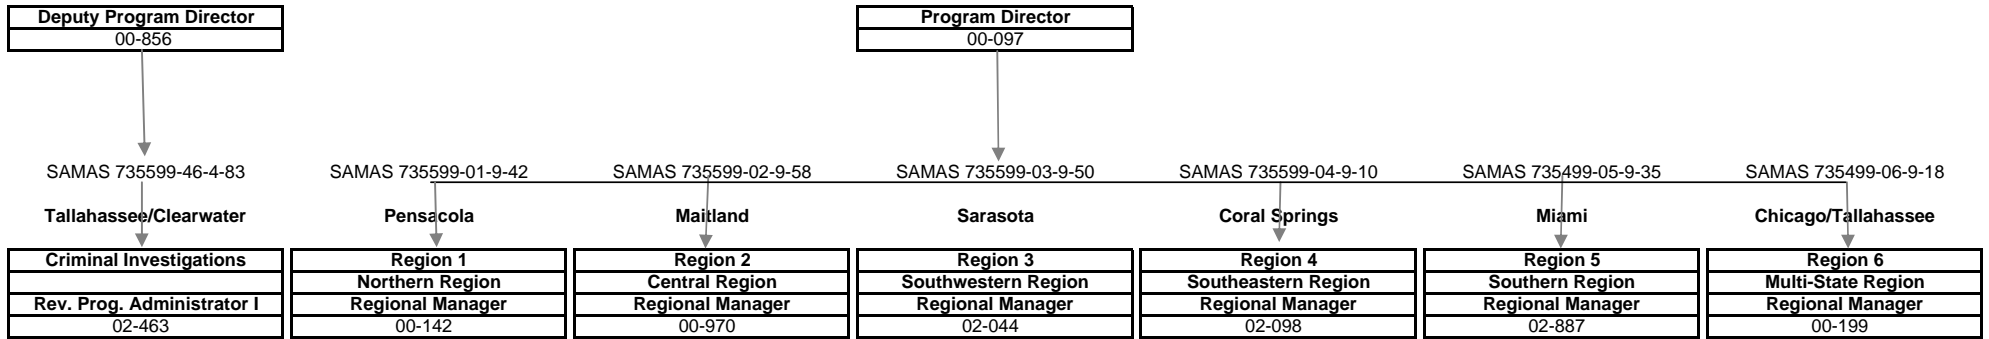 Deputy Program Director
00-856
Program Director
00-097
SAMAS 735599-46-4-83
SAMAS 735599-01-9-42
SAMAS 735599-02-9-58
SAMAS 735599-03-9-50
SAMAS 735599-04-9-10
SAMAS 735499-05-9-35
SAMAS 735499-06-9-18
Tallahassee/Clearwater
Pensacola
Maitland
Sarasota
Coral Springs
Miami
Chicago/Tallahassee
Criminal Investigations
Rev. Prog. Administrator I
02-463
Region 1
Northern Region
Regional Manager
00-142
Region 2
Central Region
Regional Manager
00-970
Region 3
Southwestern Region
Regional Manager
02-044
Region 4
Southeastern Region
Regional Manager
02-098
Region 5
Southern Region
Regional Manager
02-887
Region 6
Multi-State Region
Regional Manager
00-199